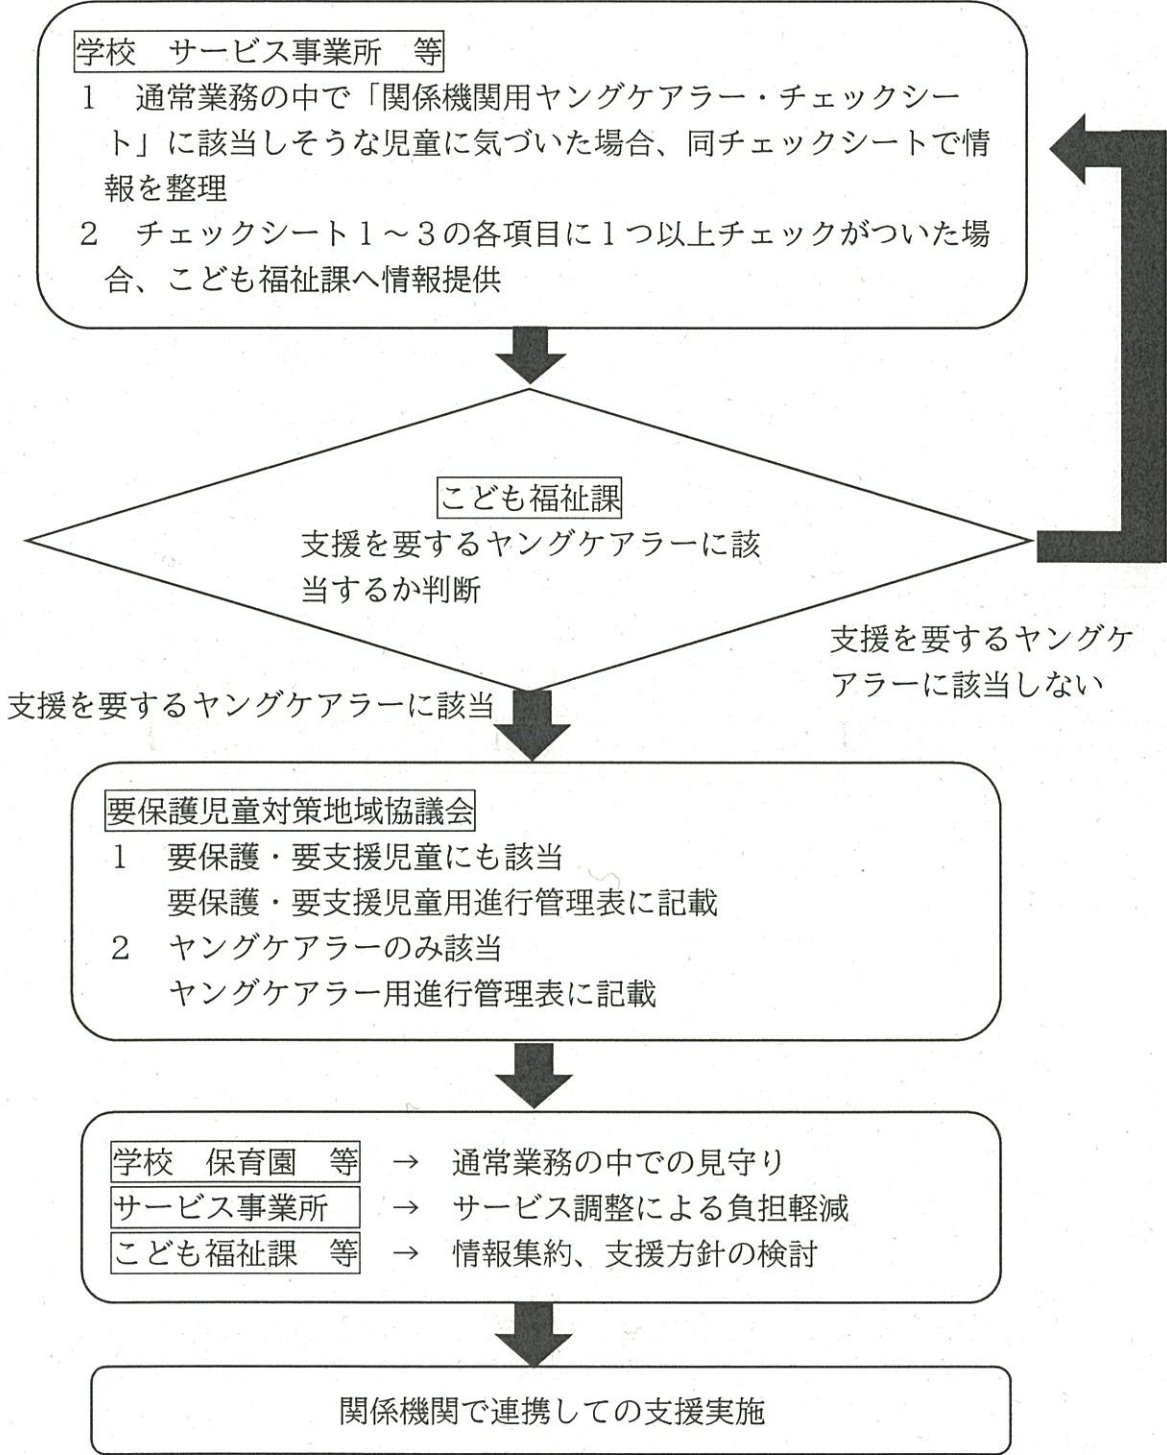 学校　サービス事業所　等
１　通常業務の中で「関係機関用ヤングケアラー・チェックシー
ト」に該当しそうな児童に気づいた場合、同チェックシートで情
報を整理
２　チェックシート１～３の各項目に１つ以上チェックがついた場
合、こども福祉課へ情報提供
こども福祉課
支援を要するヤングケアラーに該
当するか判断
支援を要するヤングケ
アラーに該当しない
支援を要するヤングケアラーに該当
要保護児童対策地域協議会
１　要保護・要支援児童にも該当
要保護・要支援児童用進行管理表に記載
２　ヤングケアラーのみ該当
ヤングケアラー用進行管理表に記載
学校　保育園　等　→　通常業務の中での見守り
サービス事業所　→　サービス調整による負担軽減
こども福祉課　等　→　情報集約、支援方針の検討
関係機関で連携しての支援実施